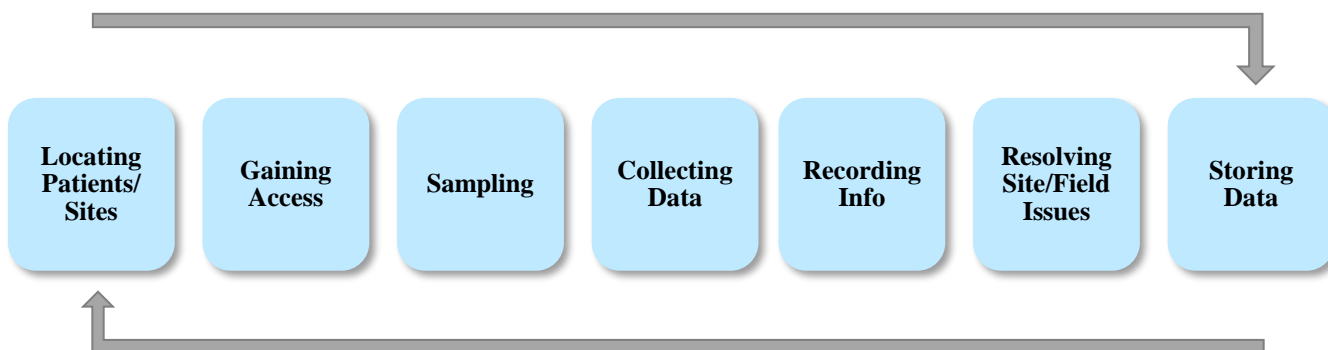 Locating
Patients/
Sites
Gaining
Access
Sampling
Collecting
Data
Recording
Info
Resolving
Site/Field
Issues
Storing
Data